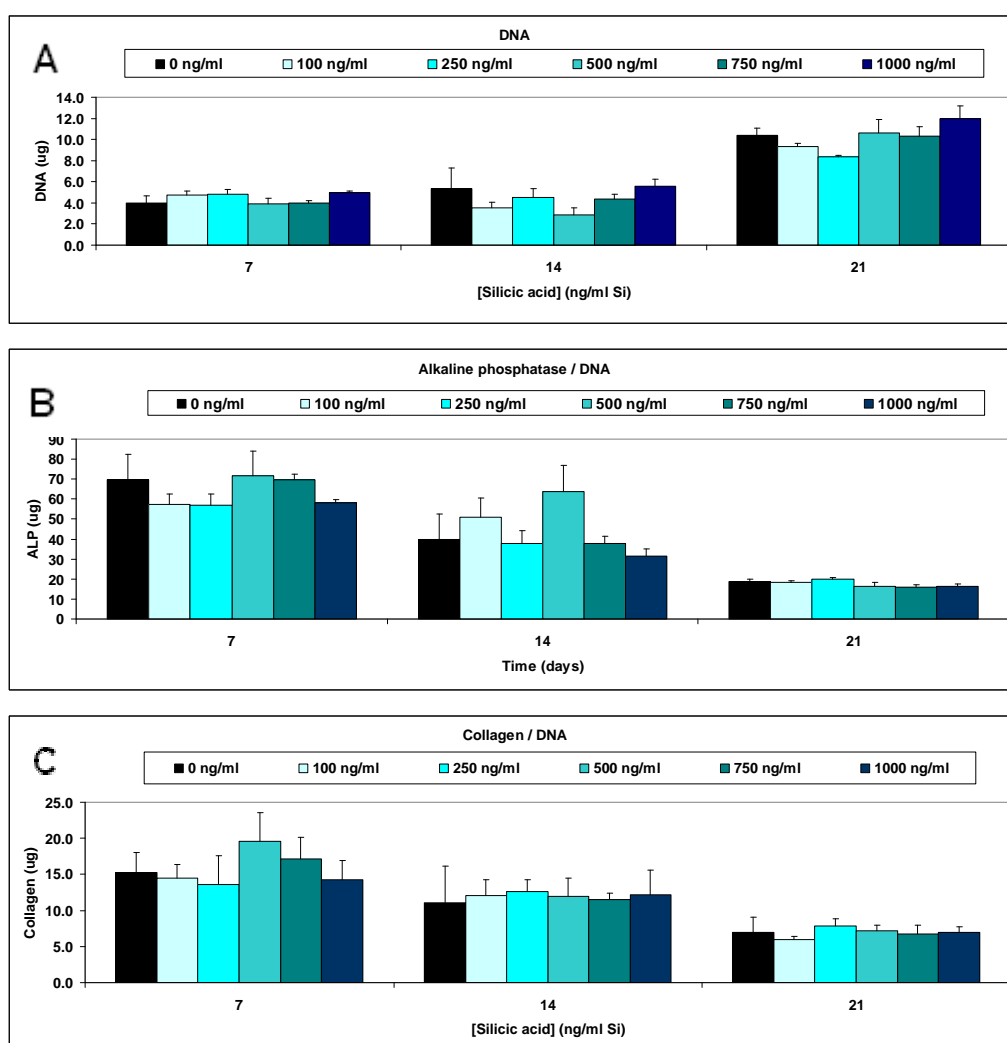 A
DNA
0 ng/ml 100 ng/ml 250 ng/ml 500 ng/ml 750 ng/ml 1000 ng/ml
14.0
12.0
10.0
8.0
6.0
4.0
2.0
0.0
DNA (ug)
7 14 21
[Silicic acid] (ng/ml Si)
B
Alkaline phosphatase / DNA
0 ng/ml 100 ng/ml 250 ng/ml 500 ng/ml 750 ng/ml 1000 ng/ml
90
80
70
60
50
40
30
20
10
0
ALP (ug)
7 14 21
Time (days)
C
Collagen / DNA
0 ng/ml 100 ng/ml 250 ng/ml 500 ng/ml 750 ng/ml 1000 ng/ml
25.0
20.0
15.0
10.0
5.0
0.0
Collagen (ug)
7 14 21
[Silicic acid] (ng/ml Si)